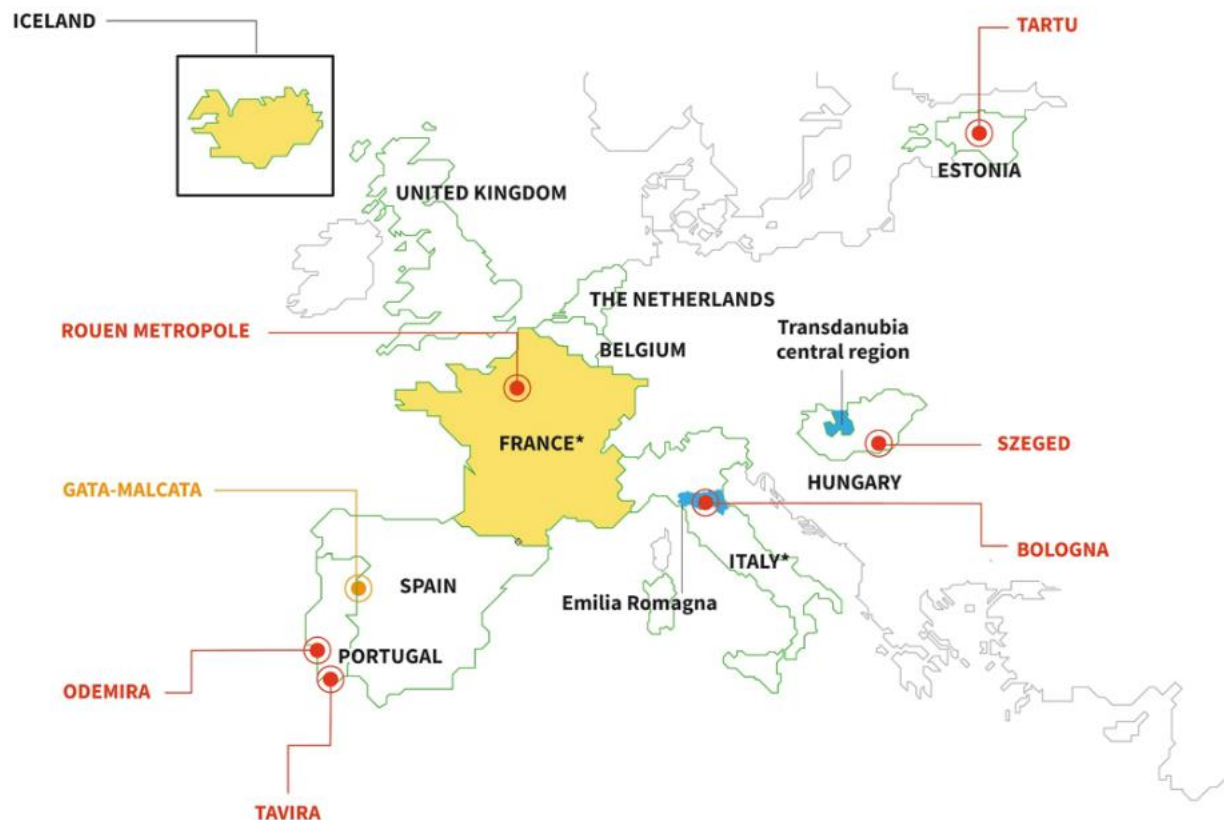 ICELAND
TARTU
ESTONIA
UNITED KINGDOM
THE NETHERLANDS
ROUEN METROPOLE
BELGIUM
Transdanubia
central region
FRANCE*
SZEGED
HUNGARY
GATA-MALCATA
BOLOGNA
ITALY*
SPAIN
Emilia Romagna
PORTUGAL
ODEMIRA
TAVIRA